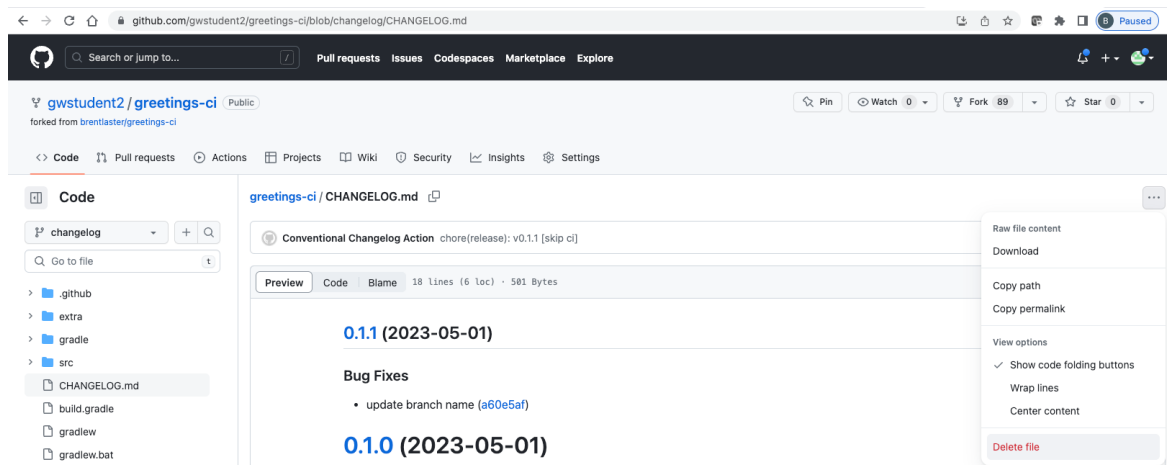 github.com/gwstudent2/greetings-ci/blob/changelog/CHANGELOG.md B Paused
Search or jump to... / Pull requests Issues Codespaces Marketplace Explore
gwstudent2 / greetings-ci Public Pin Watch 0 Fork 89 Star 0
forked from brentlaster/greetings-ci
Code Pull requests Actions Projects Wiki Security Insights Settings
Code
changelog
Go to file t
.github
extra
gradle
src
CHANGELOG.md
build.gradle
gradlew
gradlew.bat
greetings-ci / CHANGELOG.md
Conventional Changelog Action chore(release): v0.1.1 [skip ci]
Preview Code Blame 18 lines (6 loc) · 501 Bytes
0.1.1 (2023-05-01)
Bug Fixes
• update branch name (a60e5af)
0.1.0 (2023-05-01)
Raw file content
Download
Copy path
Copy permalink
View options
Show code folding buttons
Wrap lines
Center content
Delete file